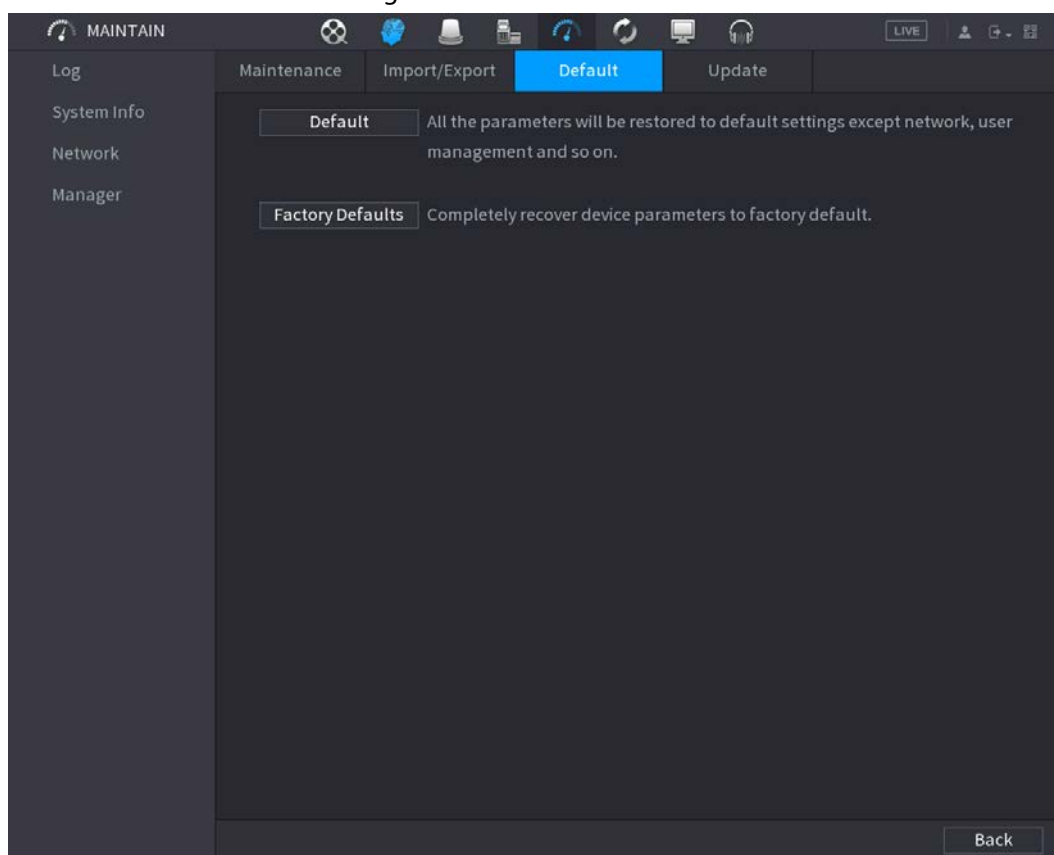 MAINTAIN
LIVE
Log
Maintenance
Import/Export
Default
Update
System Info
Network
Manager
Default
All the parameters will be restored to default settings except network, user
management and so on.
Factory Defaults
Completely recover device parameters to factory default.
Back